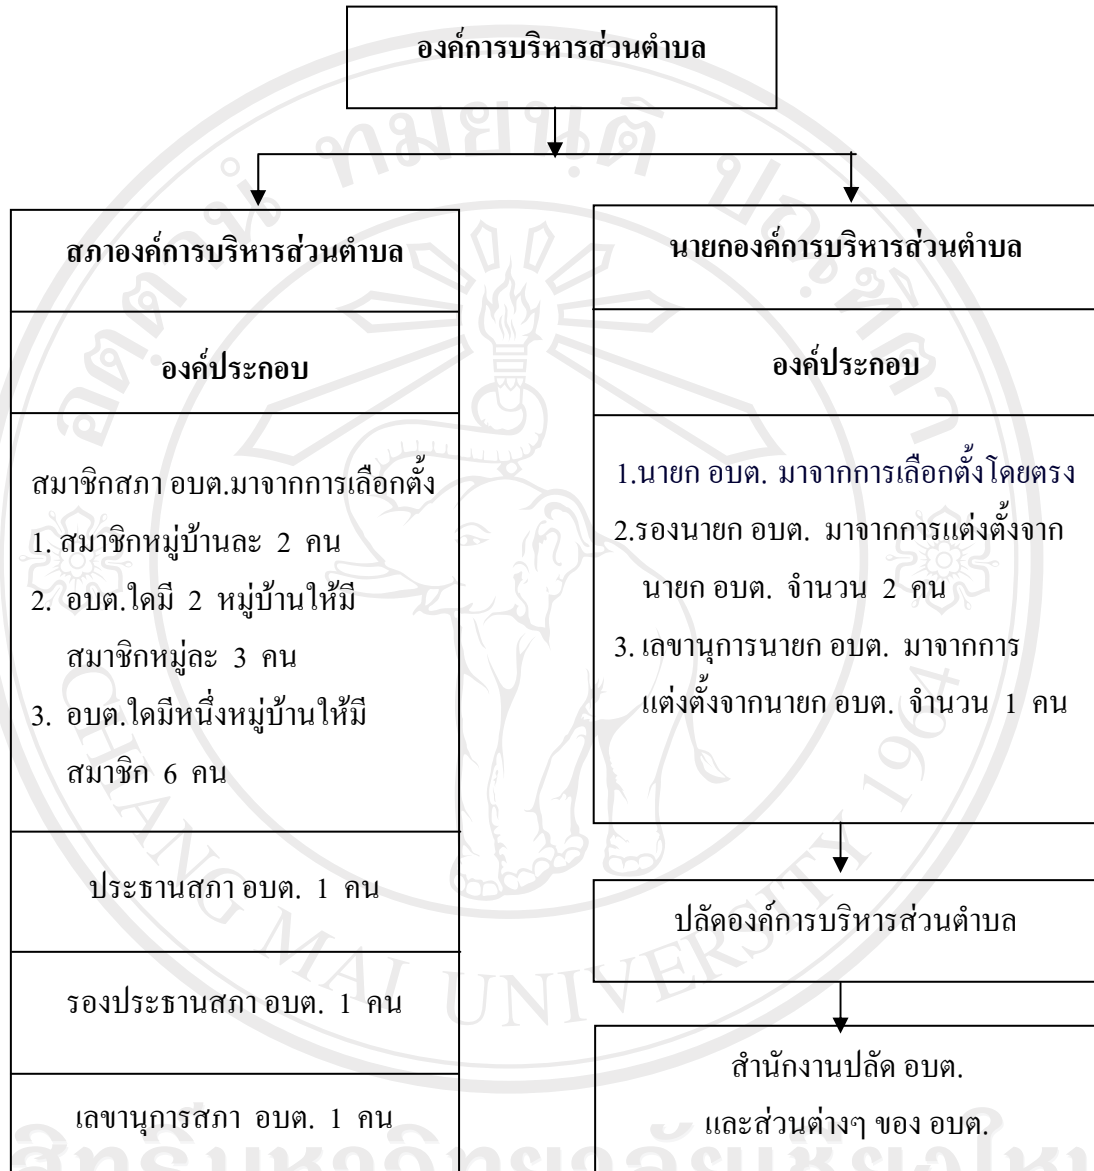 องค์การบริหารส่วนตำบล
สภาองค์การบริหารส่วนตำบล
องค์ประกอบ
สมาชิกสภา อบต.มาจากการเลือกตั้ง
1. สมาชิกหมู่บ้านละ 2 คน
2. อบต.ใดมี 2 หมู่บ้านให้มี
สมาชิกหมู่ละ 3 คน
3. อบต.ใดมีหนึ่งหมู่บ้านให้มี
สมาชิก 6 คน
ประธานสภา อบต. 1 คน
รองประธานสภา อบต. 1 คน
เลขานุการสภา อบต. 1 คน
นายกองค์การบริหารส่วนตำบล
องค์ประกอบ
1.นายก อบต. มาจากการเลือกตั้งโดยตรง
2.รองนายก อบต. มาจากการแต่งตั้งจาก
นายก อบต. จำนวน 2 คน
3. เลขานุการนายก อบต. มาจากการ
แต่งตั้งจากนายก อบต. จำนวน 1 คน
ปลัดองค์การบริหารส่วนตำบล
สำนักงานปลัด อบต.
และส่วนต่างๆ ของ อบต.
CHIANG MAI UNIVERSITY 1964